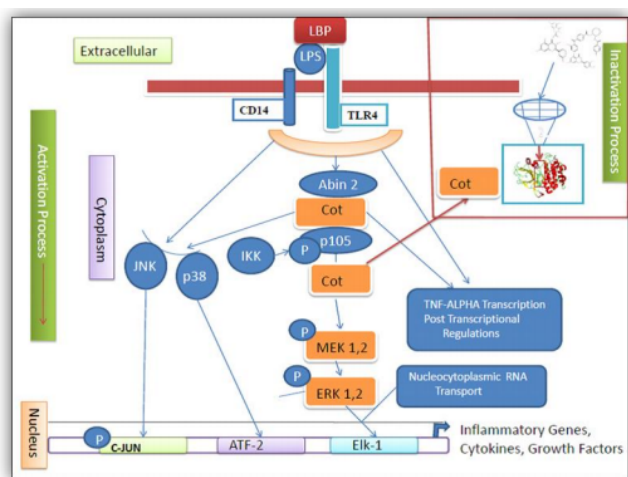 Extracellular
LBP
LPS
CD14
TLR4
Inactivation Process
Activation Process
Cytoplasm
Abin 2
Cot
Cot
JNK
p38
IKK
P
p105
Cot
TNF-ALPHA Transcription
Post Transcriptional
Regulations
P
MEK 1,2
P
ERK 1,2
Nucleocytoplasmic RNA
Transport
Nucleus
P
C-JUN
ATF-2
Elk-1
Inflammatory Genes,
Cytokines, Growth Factors